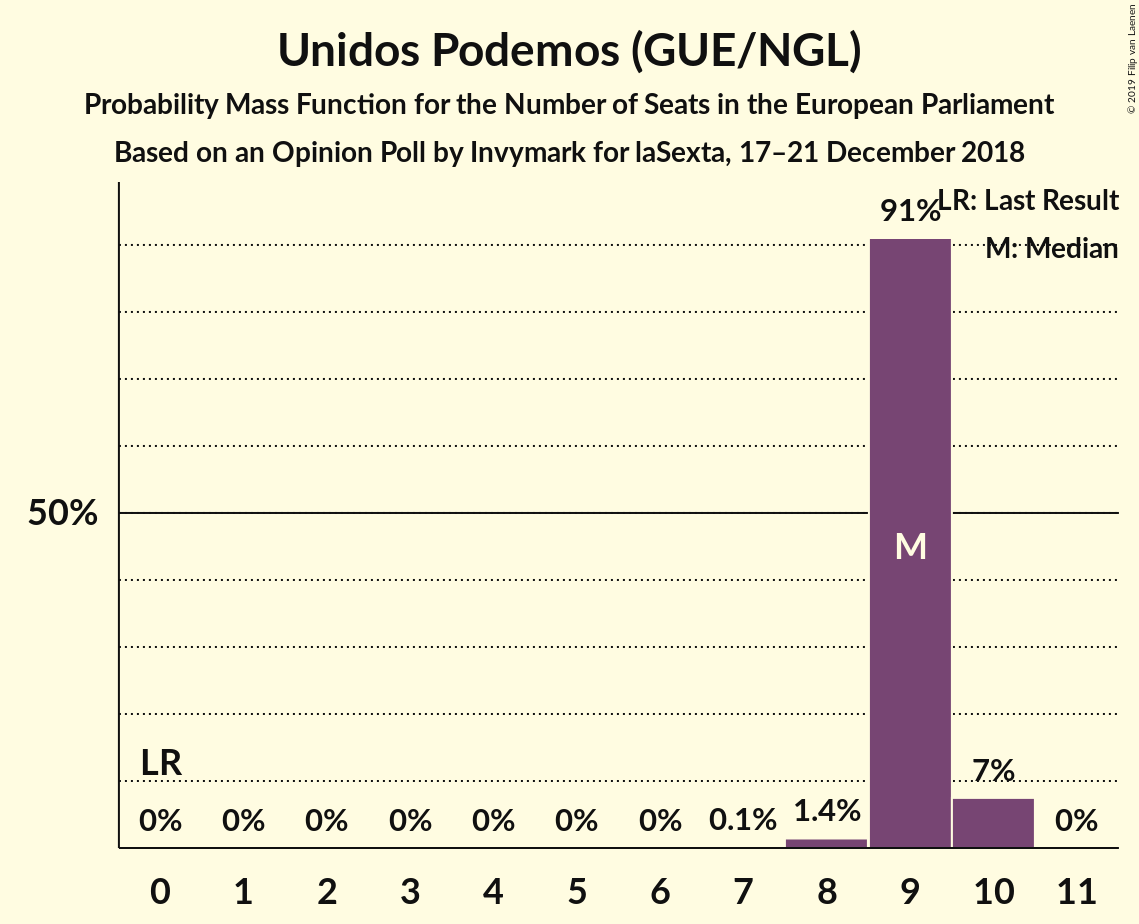 Unidos Podemos (GUE/NGL)
Probability Mass Function for the Number of Seats in the European Parliament
Based on an Opinion Poll by Invymark for laSexta, 17–21 December 2018
© 2019 Filip van Laenen
LR: Last Result
M: Median
91%
50%
M
LR
0% 0% 0% 0% 0% 0% 0% 0.1% 1.4% 7% 0%
0 1 2 3 4 5 6 7 8 9 10 11